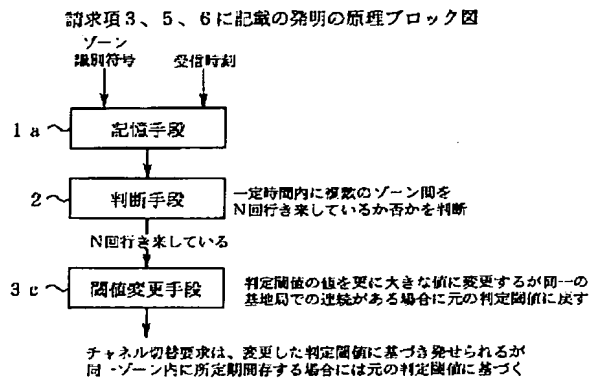 請求項3、5、6に記載の発明の原理ブロック図
ゾーン
識別符号
受信時刻
1a
記憶手段
2
判断手段
一定時間内に複数のゾーン間を
N回行き来しているか否かを判断
N回行き来している
3c
閾値変更手段
判定閾値の値を更に大きな値に変更するが同一の
基地局での連続がある場合に元の判定閾値に戻す
チャネル切替要求は、変更した判定閾値に基づき発せられるが
同一ゾーン内に所定期間存する場合には元の判定閾値に基づく